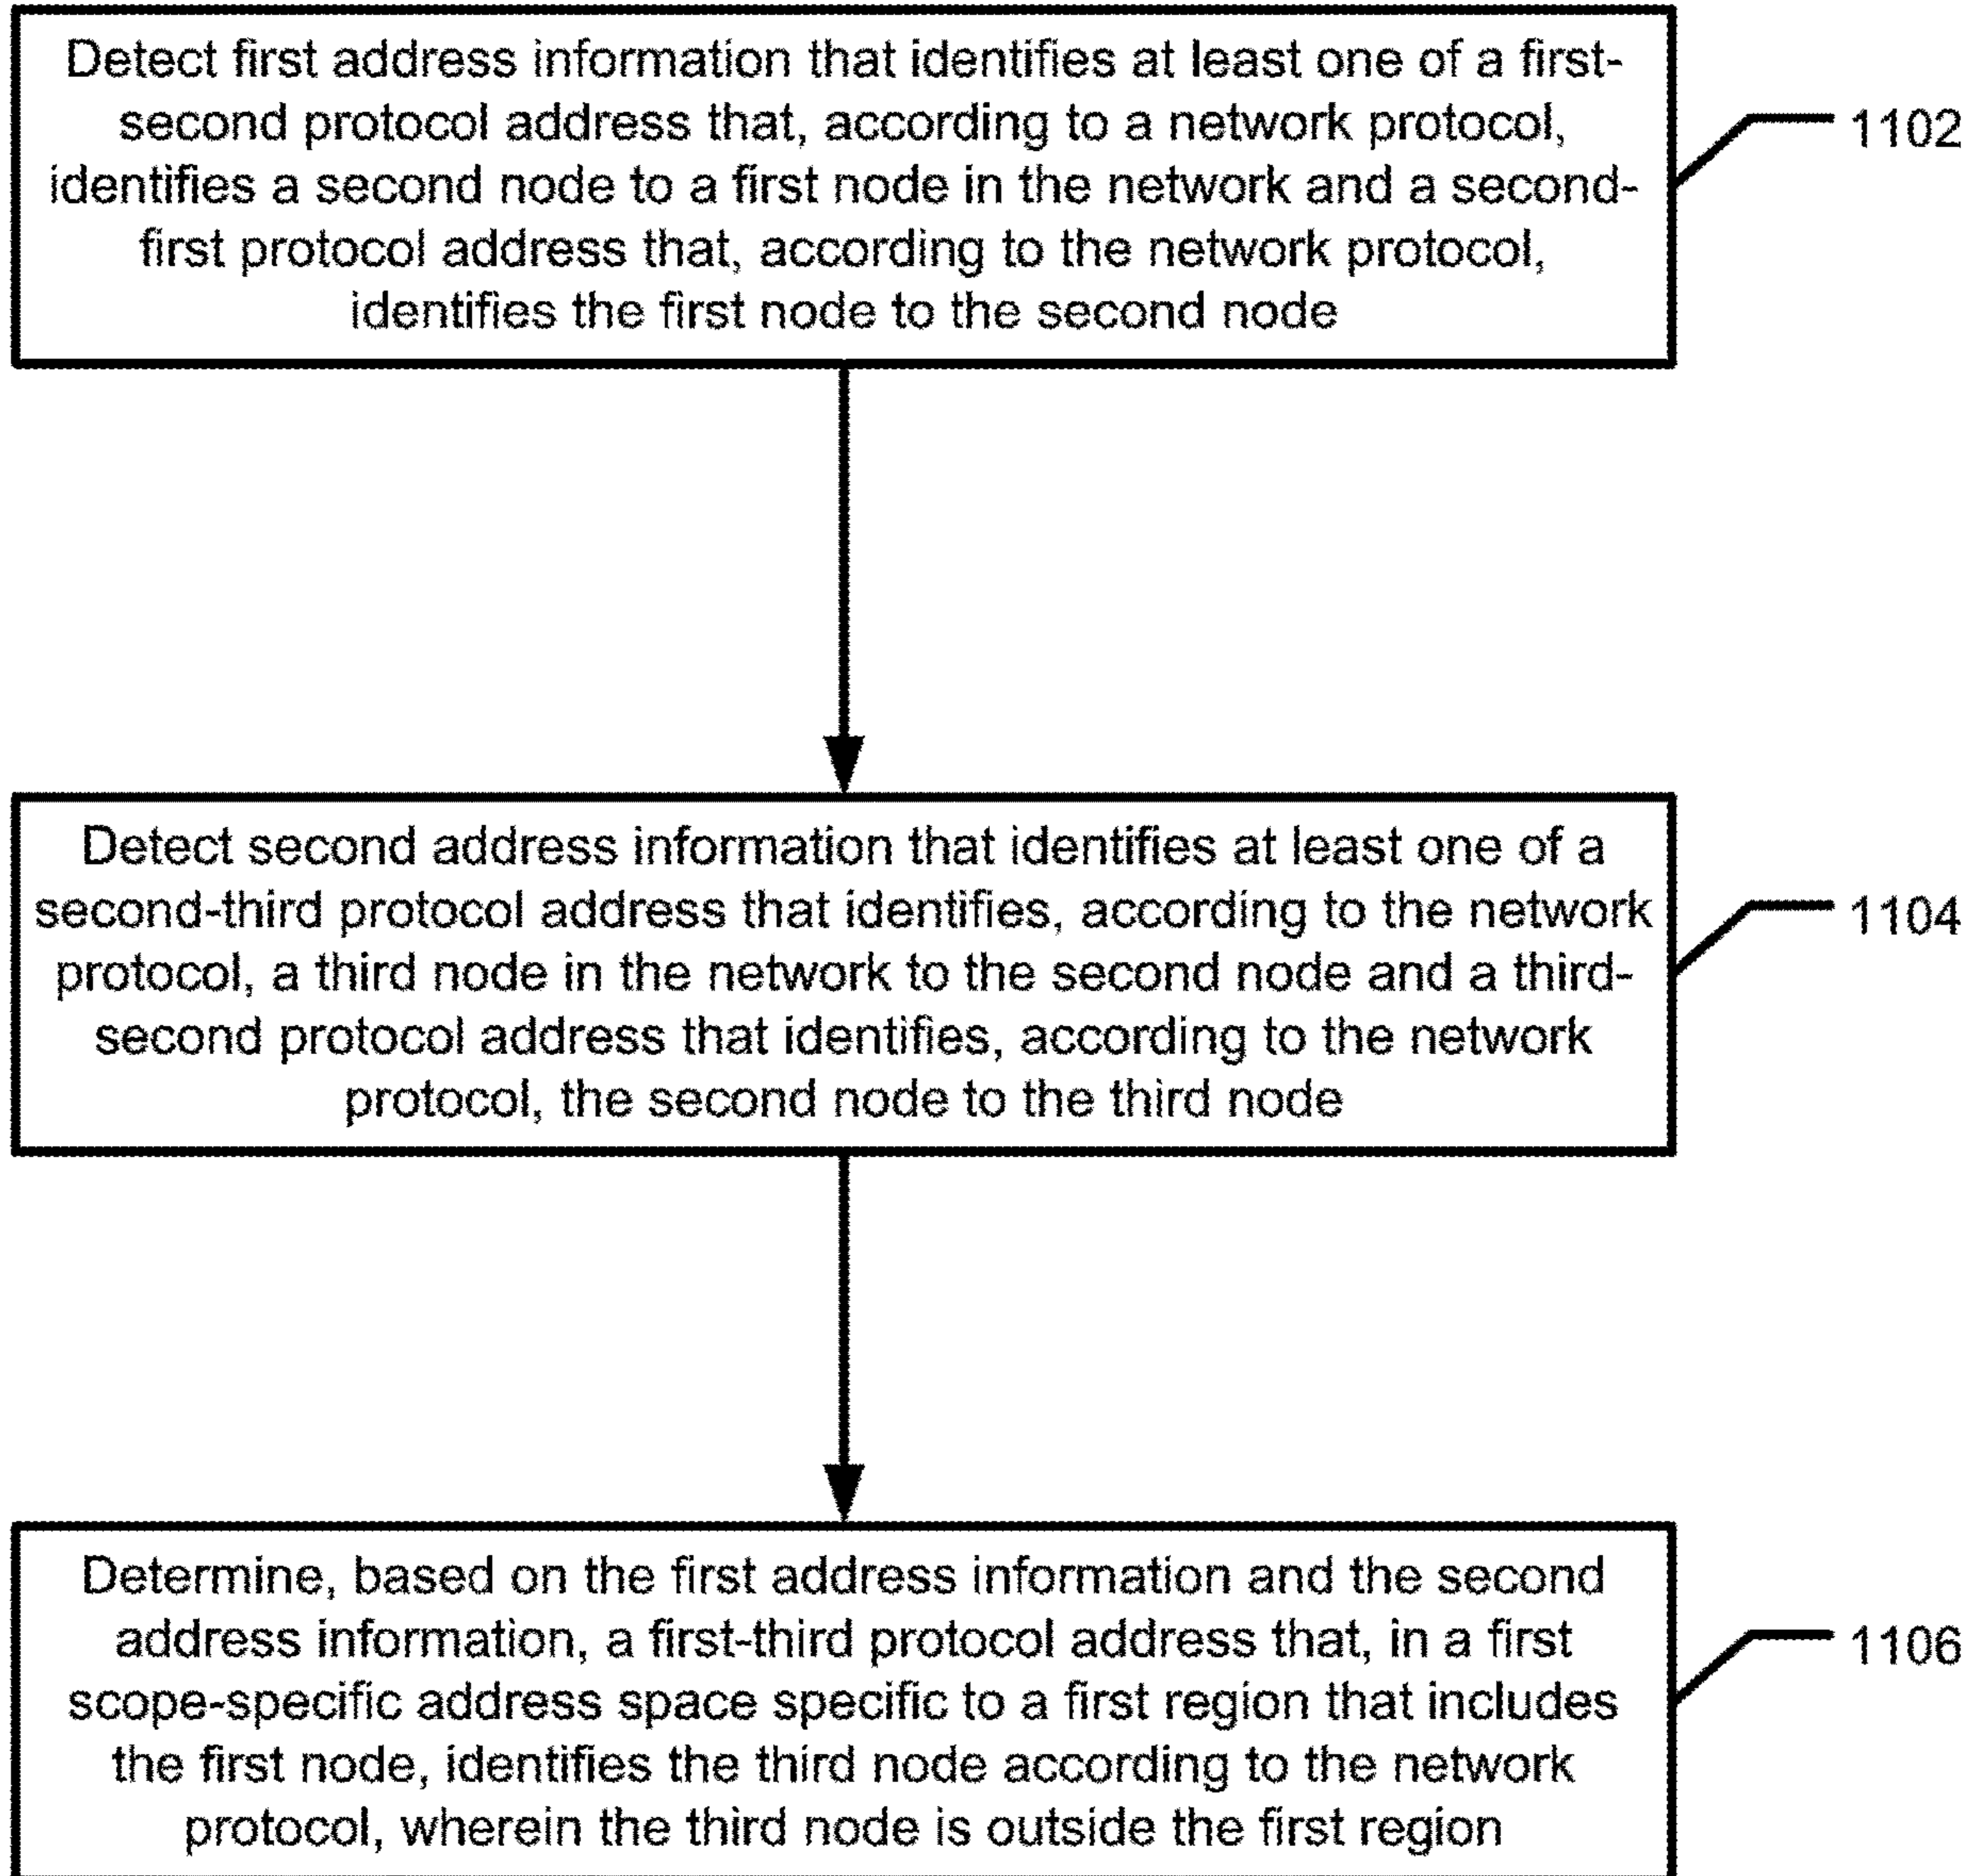 Detect first address information that identifies at least one of a first-
second protocol address that, according to a network protocol,
identifies a second node to a first node in the network and a second-
first protocol address that, according to the network protocol,
identifies the first node to the second node
1102
Detect second address information that identifies at least one of a
second-third protocol address that identifies, according to the network
protocol, a third node in the network to the second node and a third-
second protocol address that identifies, according to the network
protocol, the second node to the third node
1104
Determine, based on the first address information and the second
address information, a first-third protocol address that, in a first
scope-specific address space specific to a first region that includes
the first node, identifies the third node according to the network
protocol, wherein the third node is outside the first region
1106